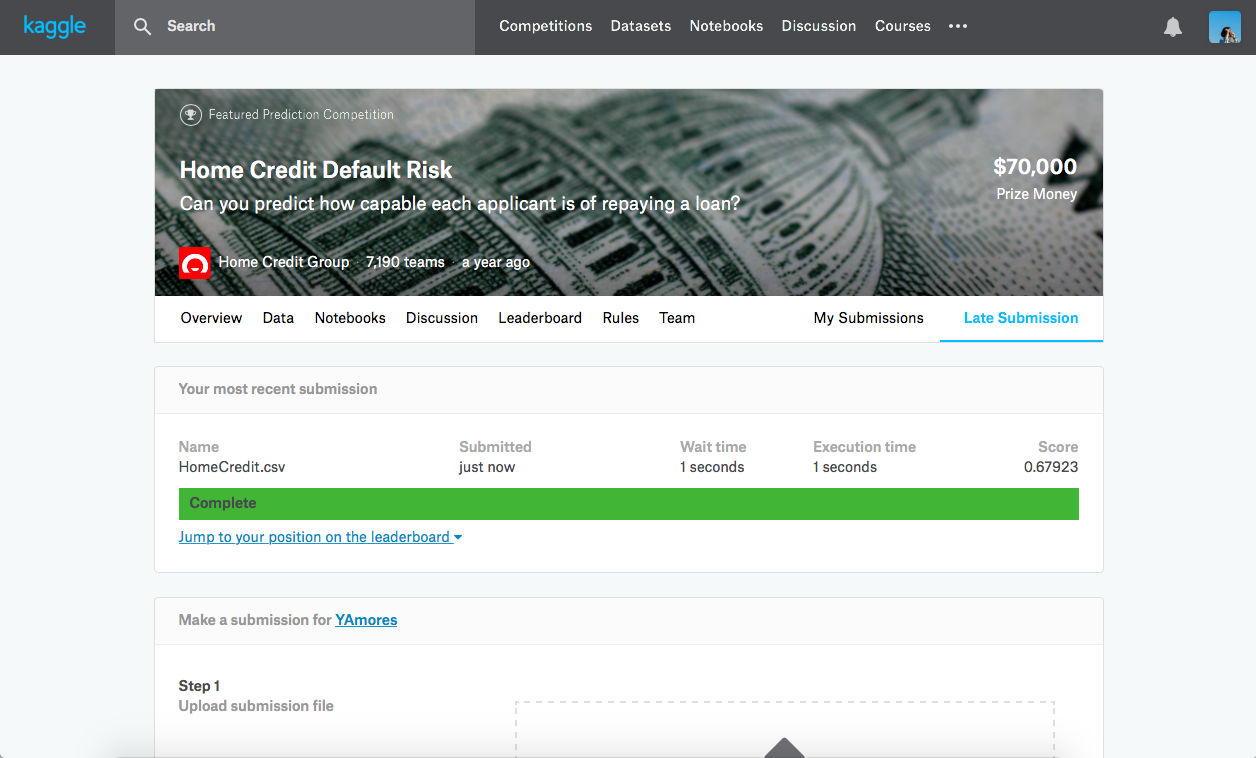 kaggle Search Competitions Datasets Notebooks Discussion Courses •••
Featured Prediction Competition
Home Credit Default Risk
Can you predict how capable each applicant is of repaying a loan?
$70,000
Prize Money
Home Credit Group · 7,190 teams · a year ago
Overview Data Notebooks Discussion Leaderboard Rules Team My Submissions Late Submission
Your most recent submission
Name Submitted Wait time Execution time Score
HomeCredit.csv just now 1 seconds 1 seconds 0.67923
Complete
Jump to your position on the leaderboard
Make a submission for YAmores
Step 1
Upload submission file